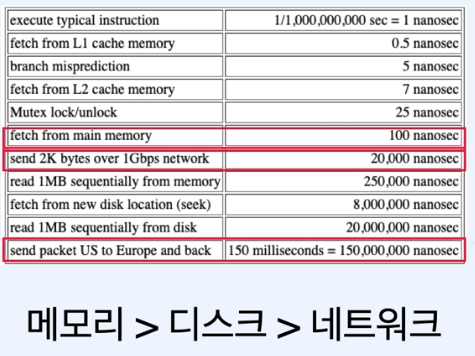 execute typical instruction 1/1,000,000,000 sec = 1 nanosec
fetch from L1 cache memory 0.5 nanosec
branch misprediction 5 nanosec
fetch from L2 cache memory 7 nanosec
Mutex lock/unlock 25 nanosec
fetch from main memory 100 nanosec
send 2K bytes over 1Gbps network 20,000 nanosec
read 1MB sequentially from memory 250,000 nanosec
fetch from new disk location (seek) 8,000,000 nanosec
read 1MB sequentially from disk 20,000,000 nanosec
send packet US to Europe and back 150 milliseconds = 150,000,000 nanosec
메모리 > 디스크 > 네트워크